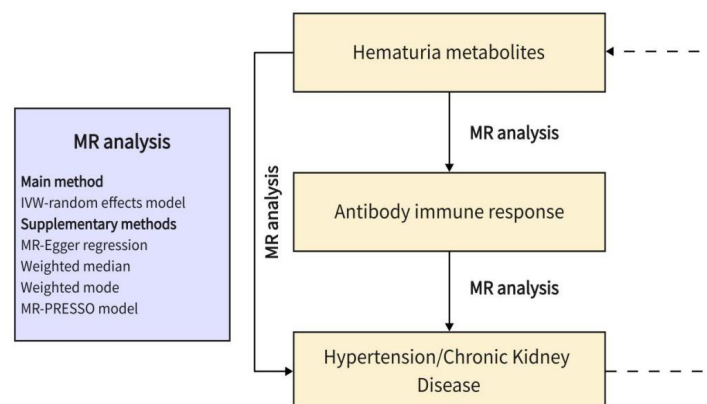 Hematuria metabolites
MR analysis
MR analysis
Main method
IVW-random effects model
Supplementary methods
MR-Egger regression
Weighted median
Weighted mode
MR-PRESSO model
MR analysis
Antibody immune response
MR analysis
Hypertension/Chronic Kidney
Disease